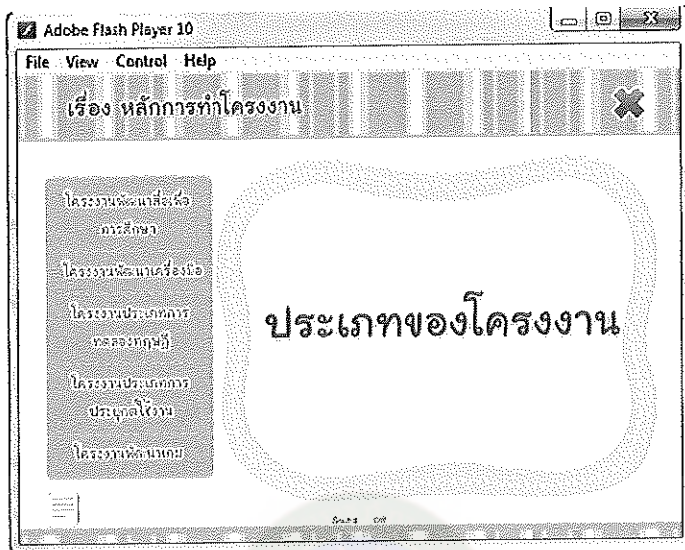 Adobe Flash Player 10
File View Control Help
เรื่อง หลักการทำโครงงาน
โครงงานพัฒนาสื่อเพื่อ
การศึกษา
โครงงานพัฒนาเครื่องมือ
โครงงานประเภทการ
ทดลองทฤษฎี
โครงงานประเภทการ
ประยุกต์ใช้งาน
โครงงานพัฒนาเกม
ประเภทของโครงงาน